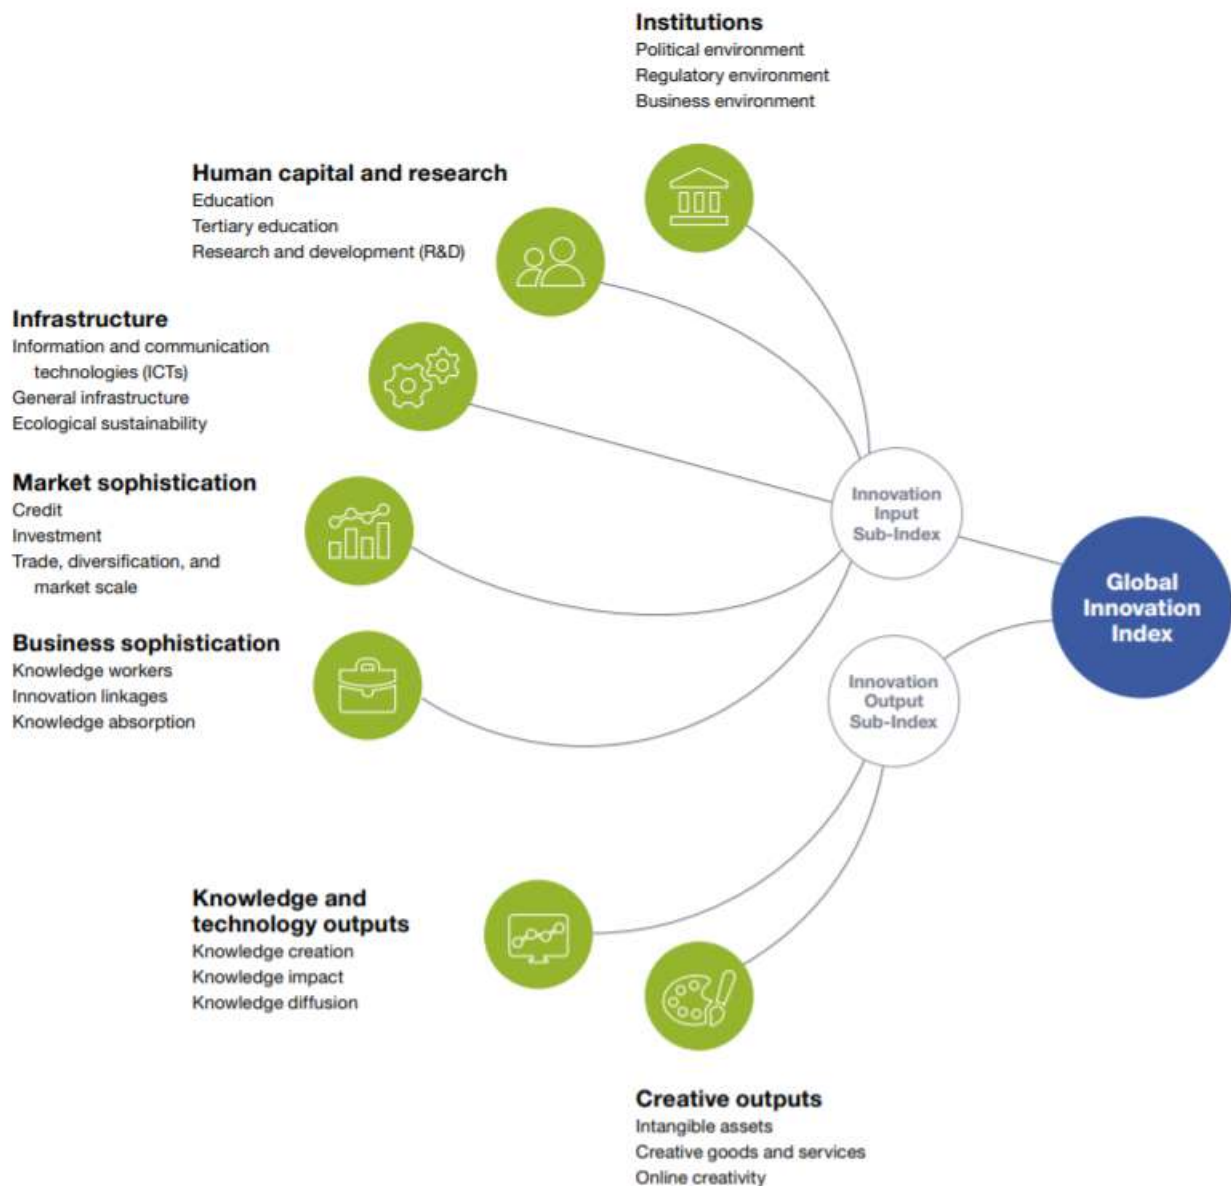 Institutions
Political environment
Regulatory environment
Business environment
Human capital and research
Education
Tertiary education
Research and development (R&D)
Infrastructure
Information and communication
technologies (ICTs)
General infrastructure
Ecological sustainability
Market sophistication
Credit
Investment
Trade, diversification, and
market scale
Business sophistication
Knowledge workers
Innovation linkages
Knowledge absorption
Innovation
Input
Sub-Index
Global
Innovation
Index
Innovation
Output
Sub-Index
Knowledge and
technology outputs
Knowledge creation
Knowledge impact
Knowledge diffusion
Creative outputs
Intangible assets
Creative goods and services
Online creativity